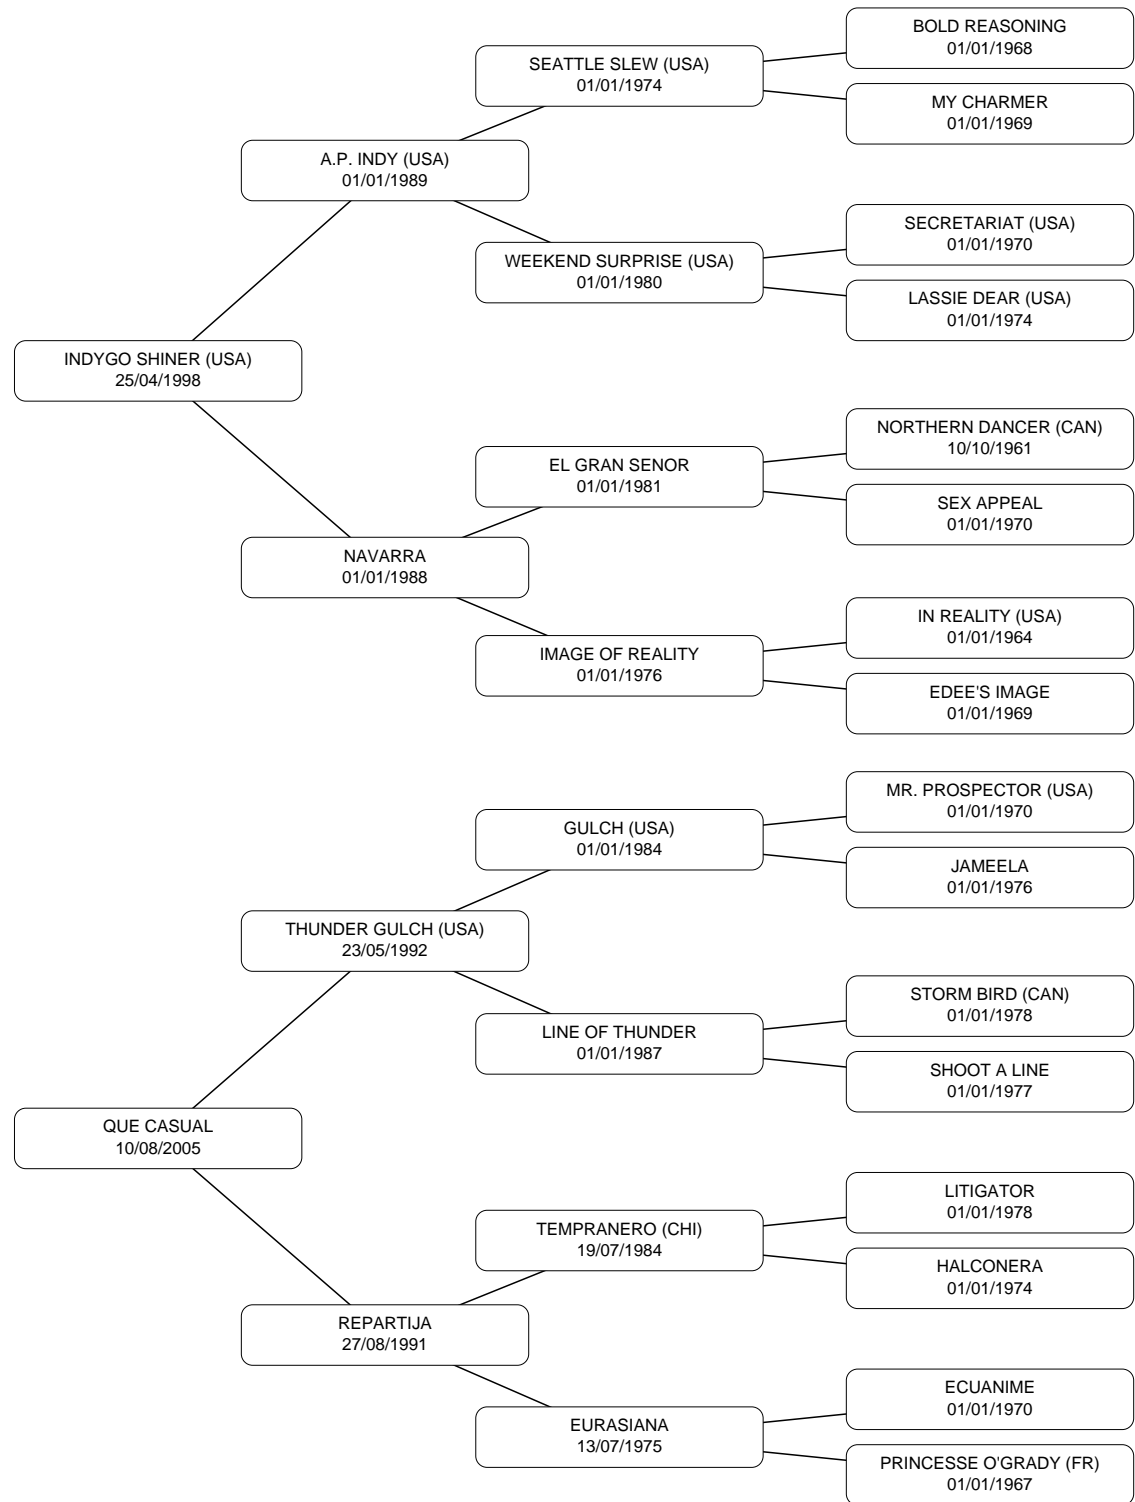 BOLD REASONING
01/01/1968
SEATTLE SLEW (USA)
01/01/1974
MY CHARMER
01/01/1969
A.P. INDY (USA)
01/01/1989
SECRETARIAT (USA)
01/01/1970
WEEKEND SURPRISE (USA)
01/01/1980
LASSIE DEAR (USA)
01/01/1974
INDYGO SHINER (USA)
25/04/1998
NORTHERN DANCER (CAN)
10/10/1961
EL GRAN SENOR
01/01/1981
SEX APPEAL
01/01/1970
NAVARRA
01/01/1988
IN REALITY (USA)
01/01/1964
IMAGE OF REALITY
01/01/1976
EDEE'S IMAGE
01/01/1969
MR. PROSPECTOR (USA)
01/01/1970
GULCH (USA)
01/01/1984
JAMEELA
01/01/1976
THUNDER GULCH (USA)
23/05/1992
STORM BIRD (CAN)
01/01/1978
LINE OF THUNDER
01/01/1987
SHOOT A LINE
01/01/1977
QUE CASUAL
10/08/2005
LITIGATOR
01/01/1978
TEMPRANERO (CHI)
19/07/1984
HALCONERA
01/01/1974
REPARTIJA
27/08/1991
ECUANIME
01/01/1970
EURASIANA
13/07/1975
PRINCESSE O'GRADY (FR)
01/01/1967